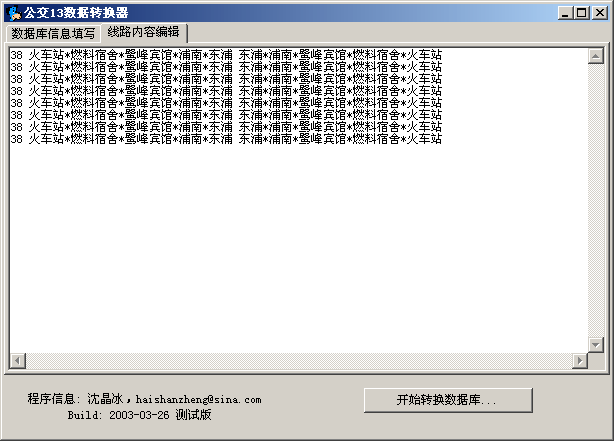 公交13数据转换器
数据库信息填写 线路内容编辑
38 火车站*燃料宿舍*鹭峰宾馆*浦南*东浦 东浦*浦南*鹭峰宾馆*燃料宿舍*火车站
38 火车站*燃料宿舍*鹭峰宾馆*浦南*东浦 东浦*浦南*鹭峰宾馆*燃料宿舍*火车站
38 火车站*燃料宿舍*鹭峰宾馆*浦南*东浦 东浦*浦南*鹭峰宾馆*燃料宿舍*火车站
38 火车站*燃料宿舍*鹭峰宾馆*浦南*东浦 东浦*浦南*鹭峰宾馆*燃料宿舍*火车站
38 火车站*燃料宿舍*鹭峰宾馆*浦南*东浦 东浦*浦南*鹭峰宾馆*燃料宿舍*火车站
38 火车站*燃料宿舍*鹭峰宾馆*浦南*东浦 东浦*浦南*鹭峰宾馆*燃料宿舍*火车站
38 火车站*燃料宿舍*鹭峰宾馆*浦南*东浦 东浦*浦南*鹭峰宾馆*燃料宿舍*火车站
38 火车站*燃料宿舍*鹭峰宾馆*浦南*东浦 东浦*浦南*鹭峰宾馆*燃料宿舍*火车站
程序信息: 沈晶冰，haishanzheng@sina.com
Build: 2003-03-26 测试版
开始转换数据库...